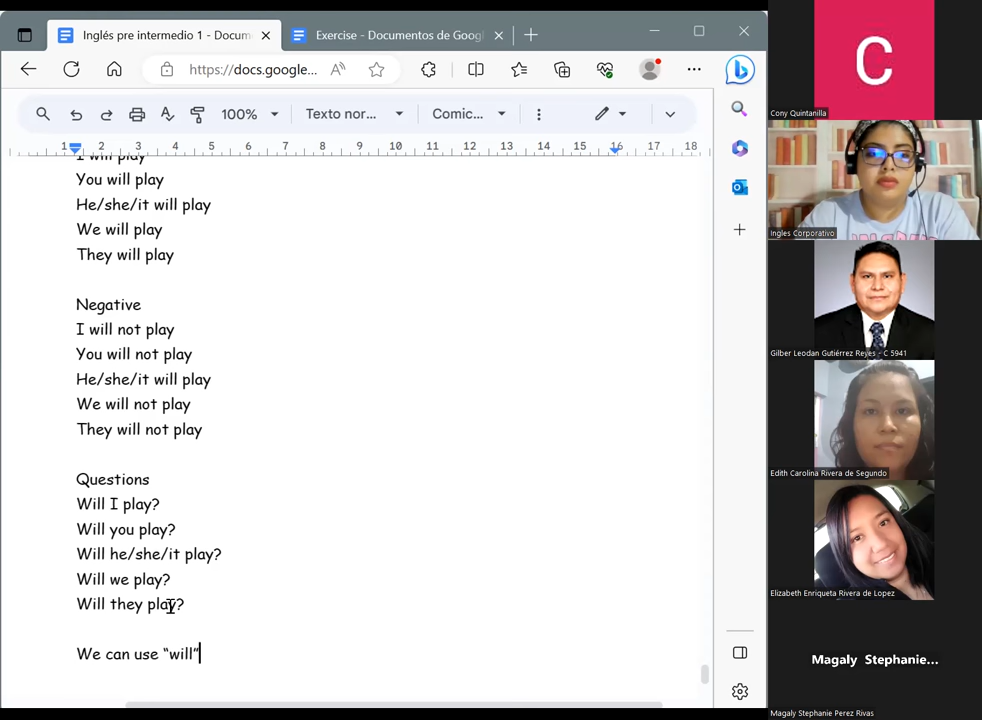 Inglés pre intermedio 1 - Docum
Exercise - Documentos de Goog
https://docs.google...
100%
Texto nor...
Comic...
1 2 3 4 5 6 7 8 9 10 11 12 13 14 15 16 17 18
I will play
You will play
He/she/it will play
We will play
They will play
Negative
I will not play
You will not play
He/she/it will play
We will not play
They will not play
Questions
Will I play?
Will you play?
Will he/she/it play?
Will we play?
Will they play?
We can use “will”
C
Cony Quintanilla
Ingles Corporativo
Gilber Leodan Gutiérrez Reyes - C 5941
Edith Carolina Rivera de Segundo
Elizabeth Enriqueta Rivera de Lopez
Magaly Stephanie...
Magaly Stephanie Perez Rivas